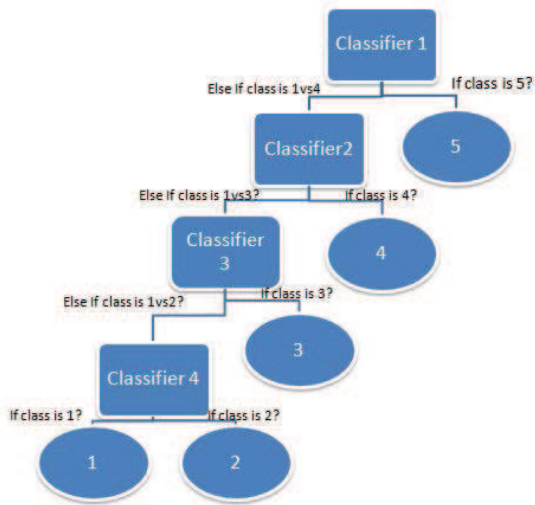 Classifier 1
Else If class is 1vs4
If class is 5?
Classifier2
5
Else If class is 1vs3?
If class is 4?
Classifier
3
4
Else If class is 1vs2?
If class is 3?
3
Classifier 4
If class is 1?
If class is 2?
1
2